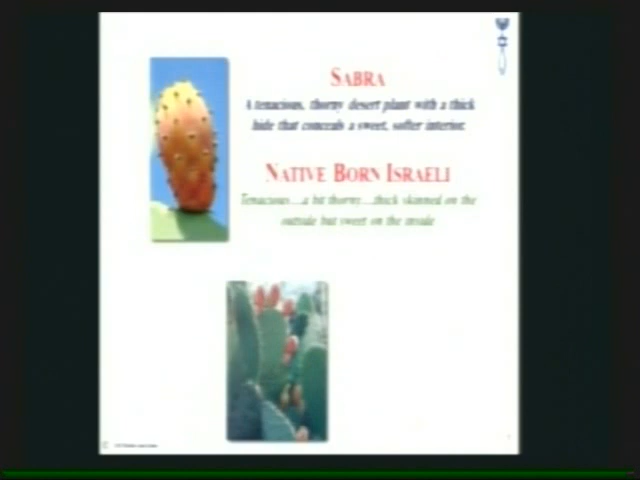 SABRA
A tenacious, thorny desert plant with a thick
hide that conceals a sweet, softer interior.
NATIVE BORN ISRAELI
Tenacious...a bit thorny...thick skinned on the
outside but sweet on the inside